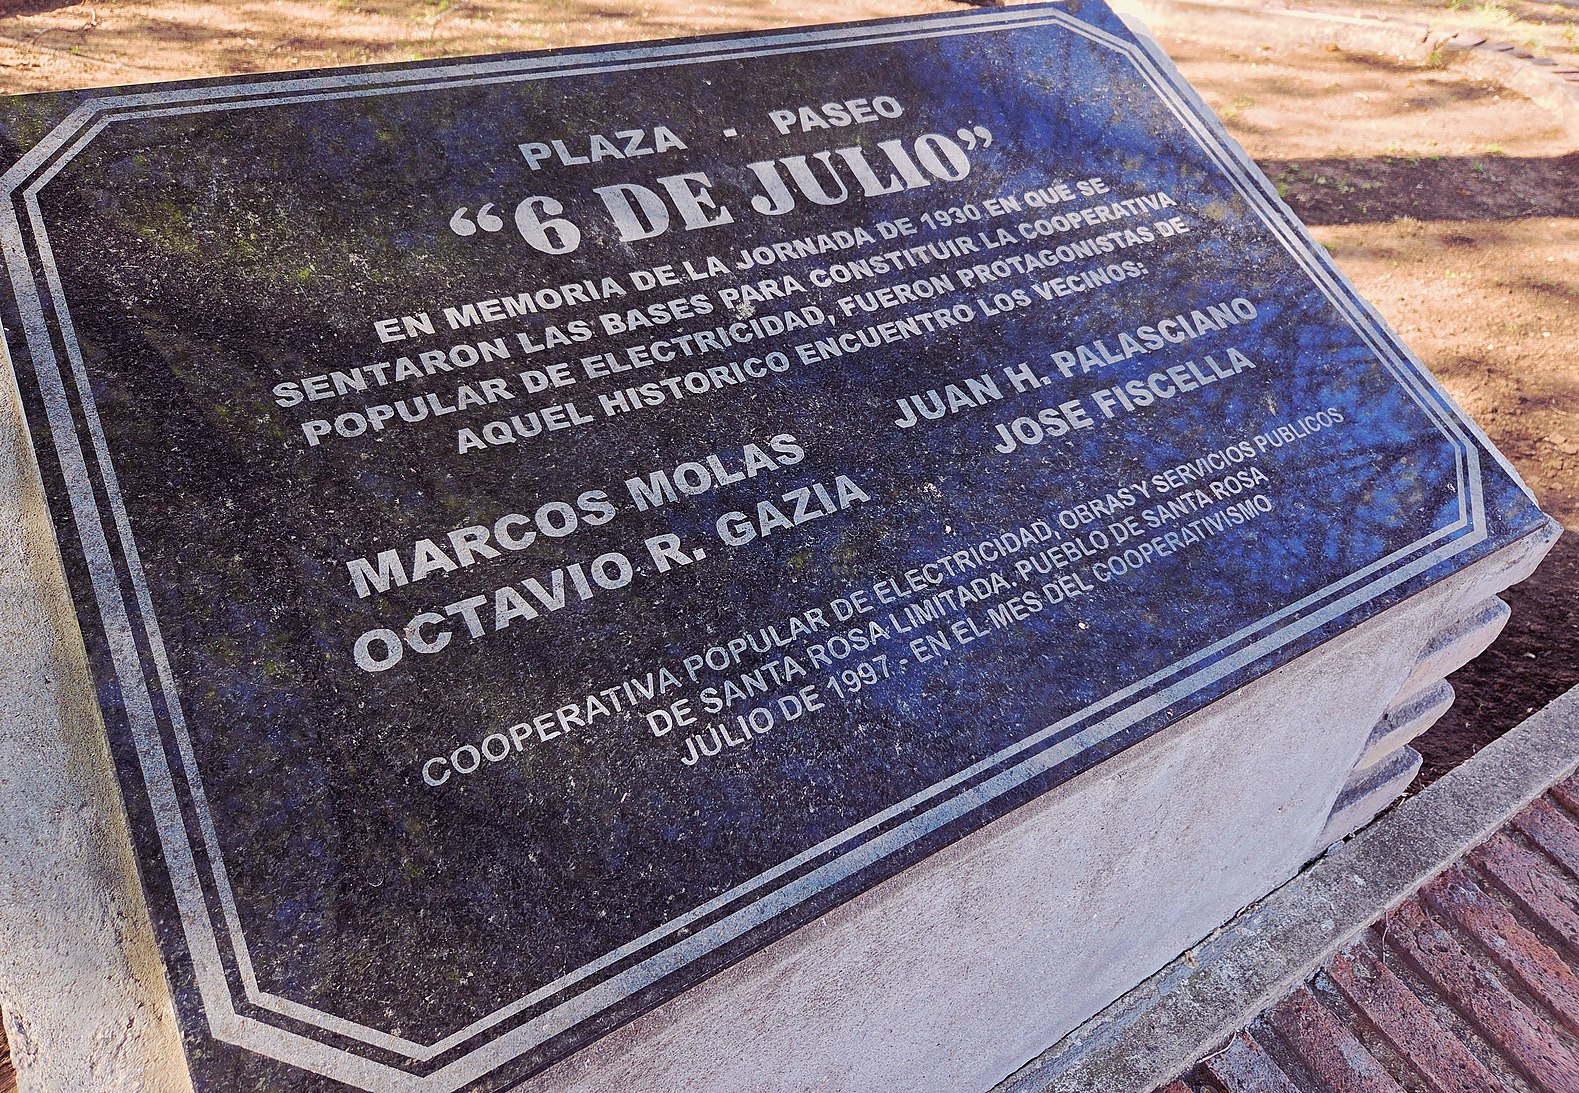 PLAZA - PASEO
“6 DE JULIO”
EN MEMORIA DE LA JORNADA DE 1930 EN QUE SE
SENTARON LAS BASES PARA CONSTITUIR LA COOPERATIVA
POPULAR DE ELECTRICIDAD, FUERON PROTAGONISTAS DE
AQUEL HISTORICO ENCUENTRO LOS VECINOS:
MARCOS MOLAS JUAN H. PALASCIANO
OCTAVIO R. GAZIA JOSE FISCELLA
COOPERATIVA POPULAR DE ELECTRICIDAD, OBRAS Y SERVICIOS PUBLICOS
DE SANTA ROSA LIMITADA. PUEBLO DE SANTA ROSA
JULIO DE 1997.- EN EL MES DEL COOPERATIVISMO